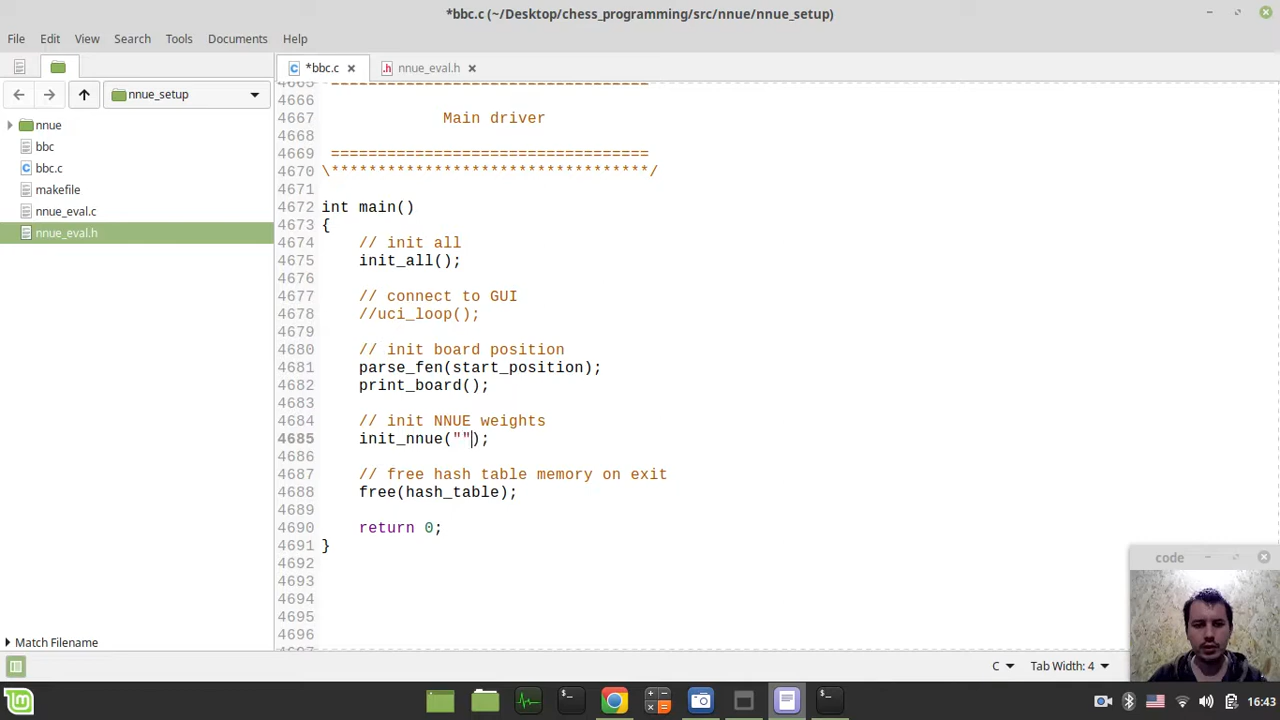 *bbc.c (~/Desktop/chess_programming/src/nnue/nnue_setup)
File Edit View Search Tools Documents Help
*bbc.c
nnue_eval.h
nnue_setup
nnue
bbc
bbc.c
makefile
nnue_eval.c
nnue_eval.h
4665 ==================================
4666
4667 Main driver
4668
4669 ==================================
4670 \**********************************/
4671
4672 int main()
4673 {
4674 // init all
4675 init_all();
4676
4677 // connect to GUI
4678 //uci_loop();
4679
4680 // init board position
4681 parse_fen(start_position);
4682 print_board();
4683
4684 // init NNUE weights
4685 init_nnue("");
4686
4687 // free hash table memory on exit
4688 free(hash_table);
4689
4690 return 0;
4691 }
4692
4693
4694
4695
4696
4697
code
Match Filename
C
Tab Width: 4
16:43